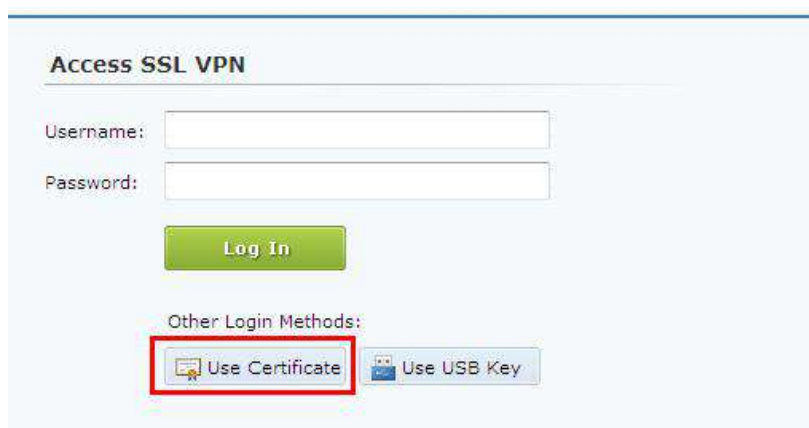 Access SSL VPN
Username:
Password:
Log In
Other Login Methods:
Use Certificate Use USB Key